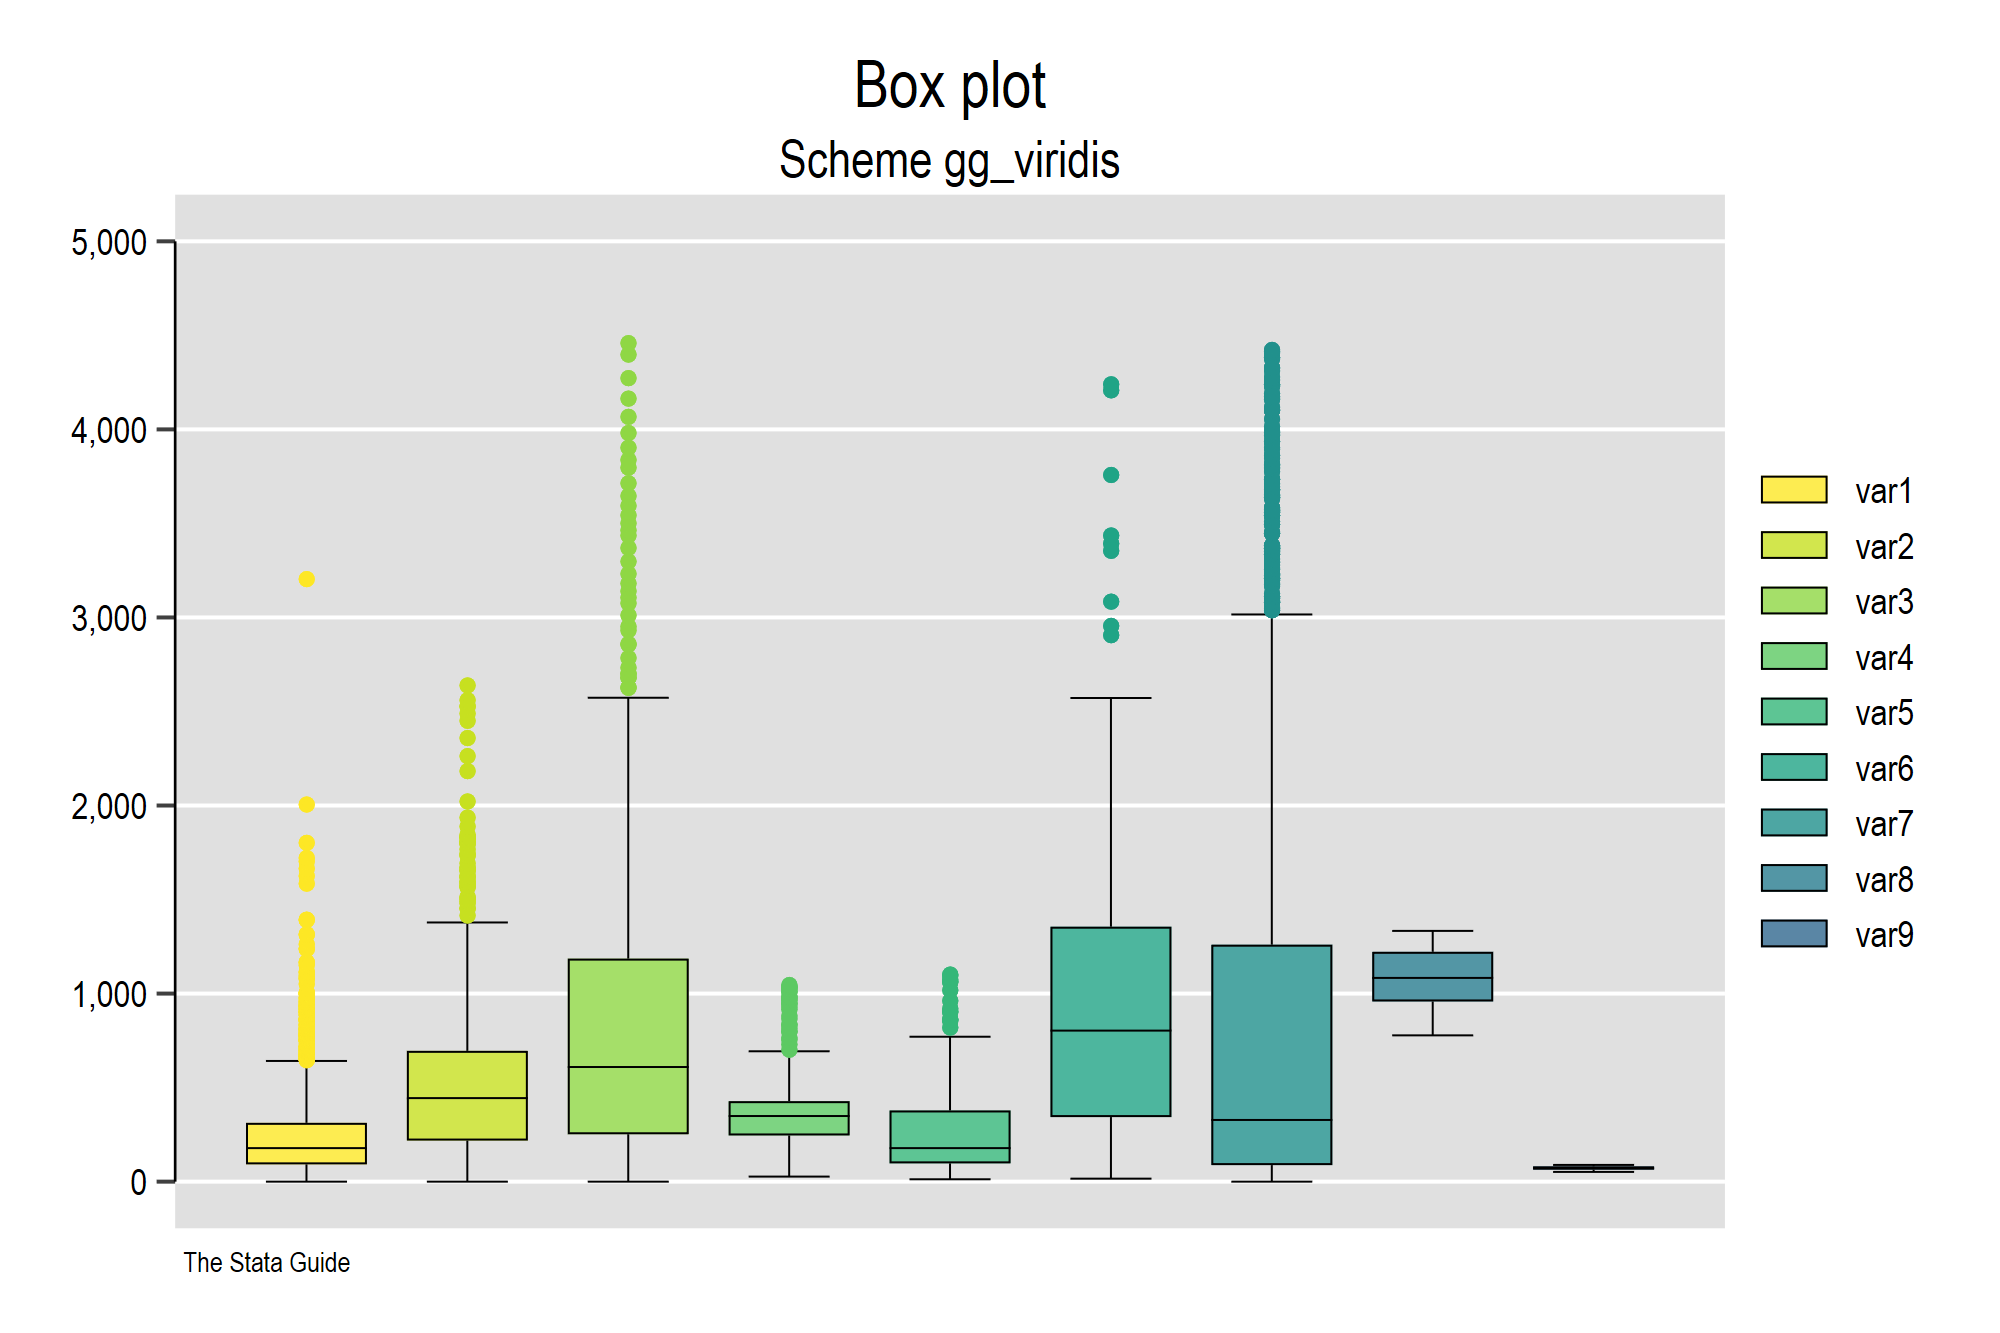 Box plot
Scheme gg_viridis
5,000
4,000
3,000
2,000
1,000
0
var1
var2
var3
var4
var5
var6
var7
var8
var9
The Stata Guide